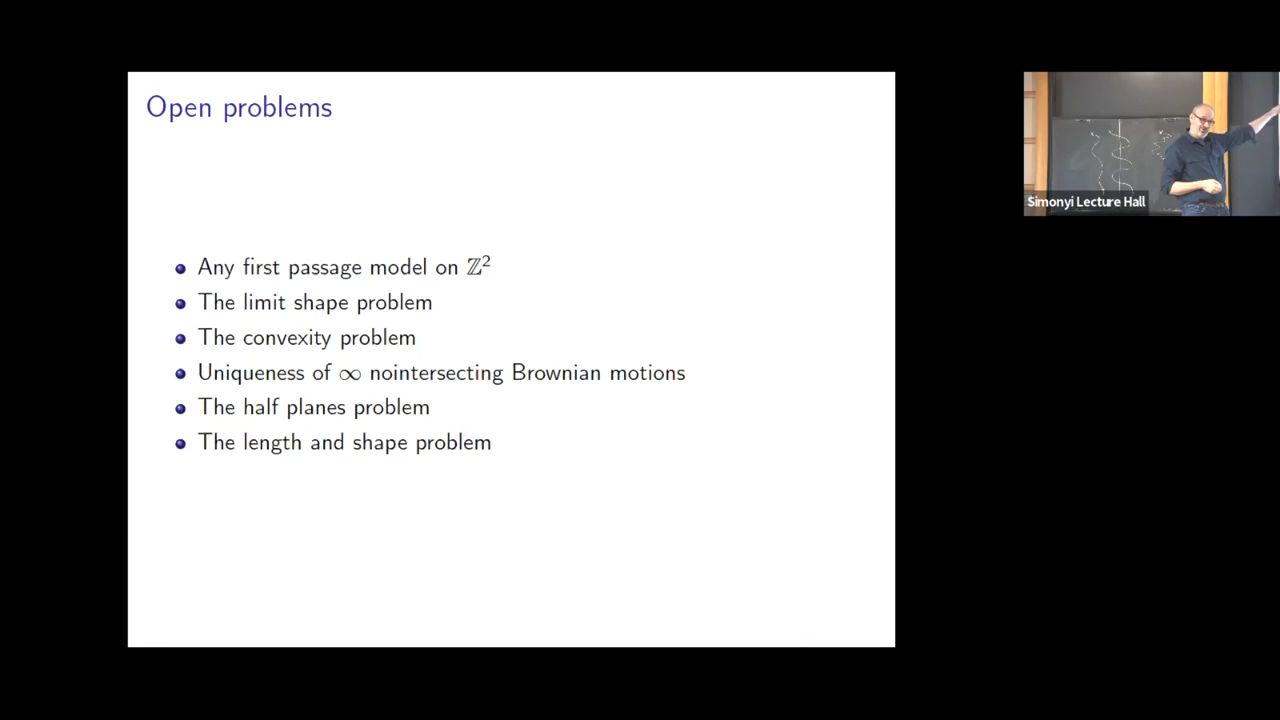 Open problems
Any first passage model on ℤ²
The limit shape problem
The convexity problem
Uniqueness of ∞ nointersecting Brownian motions
The half planes problem
The length and shape problem
Simonyi Lecture Hall